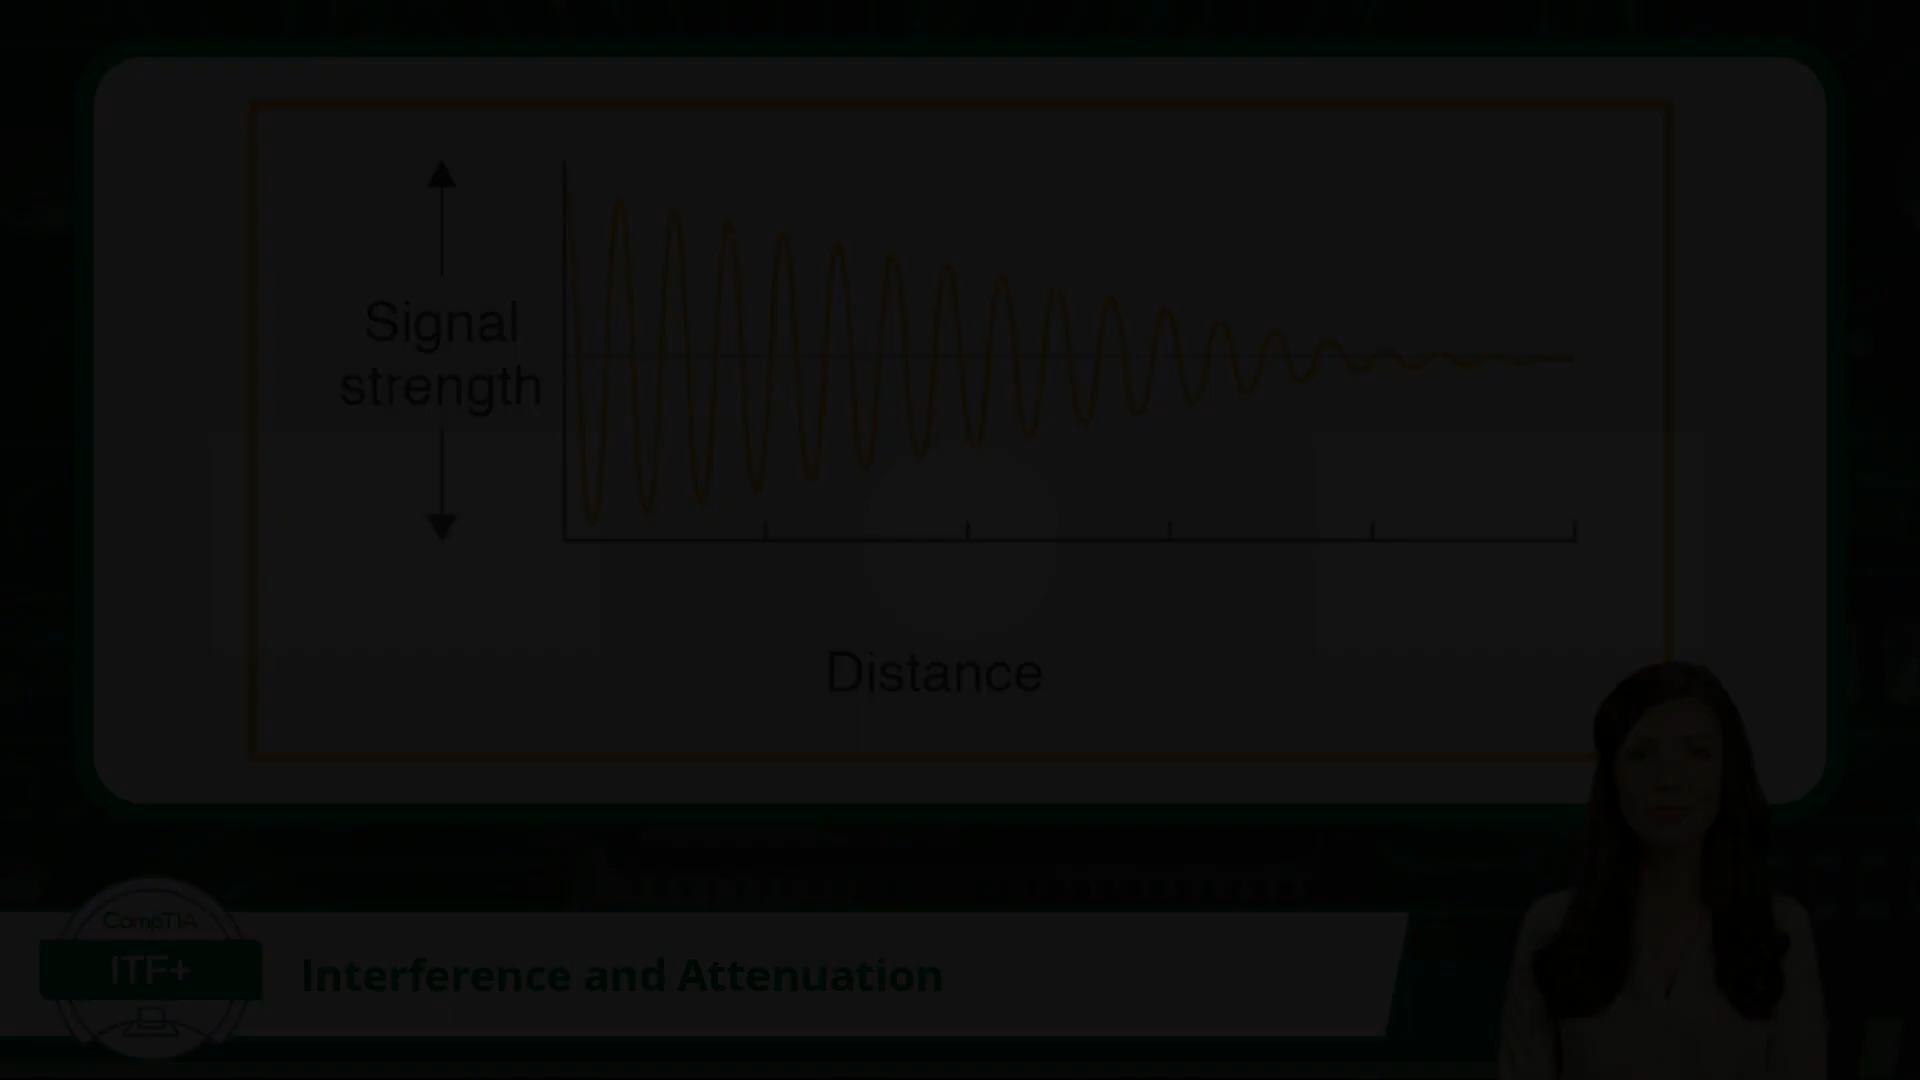 Signal
strength
Distance
CompTIA
ITF+
Interference and Attenuation